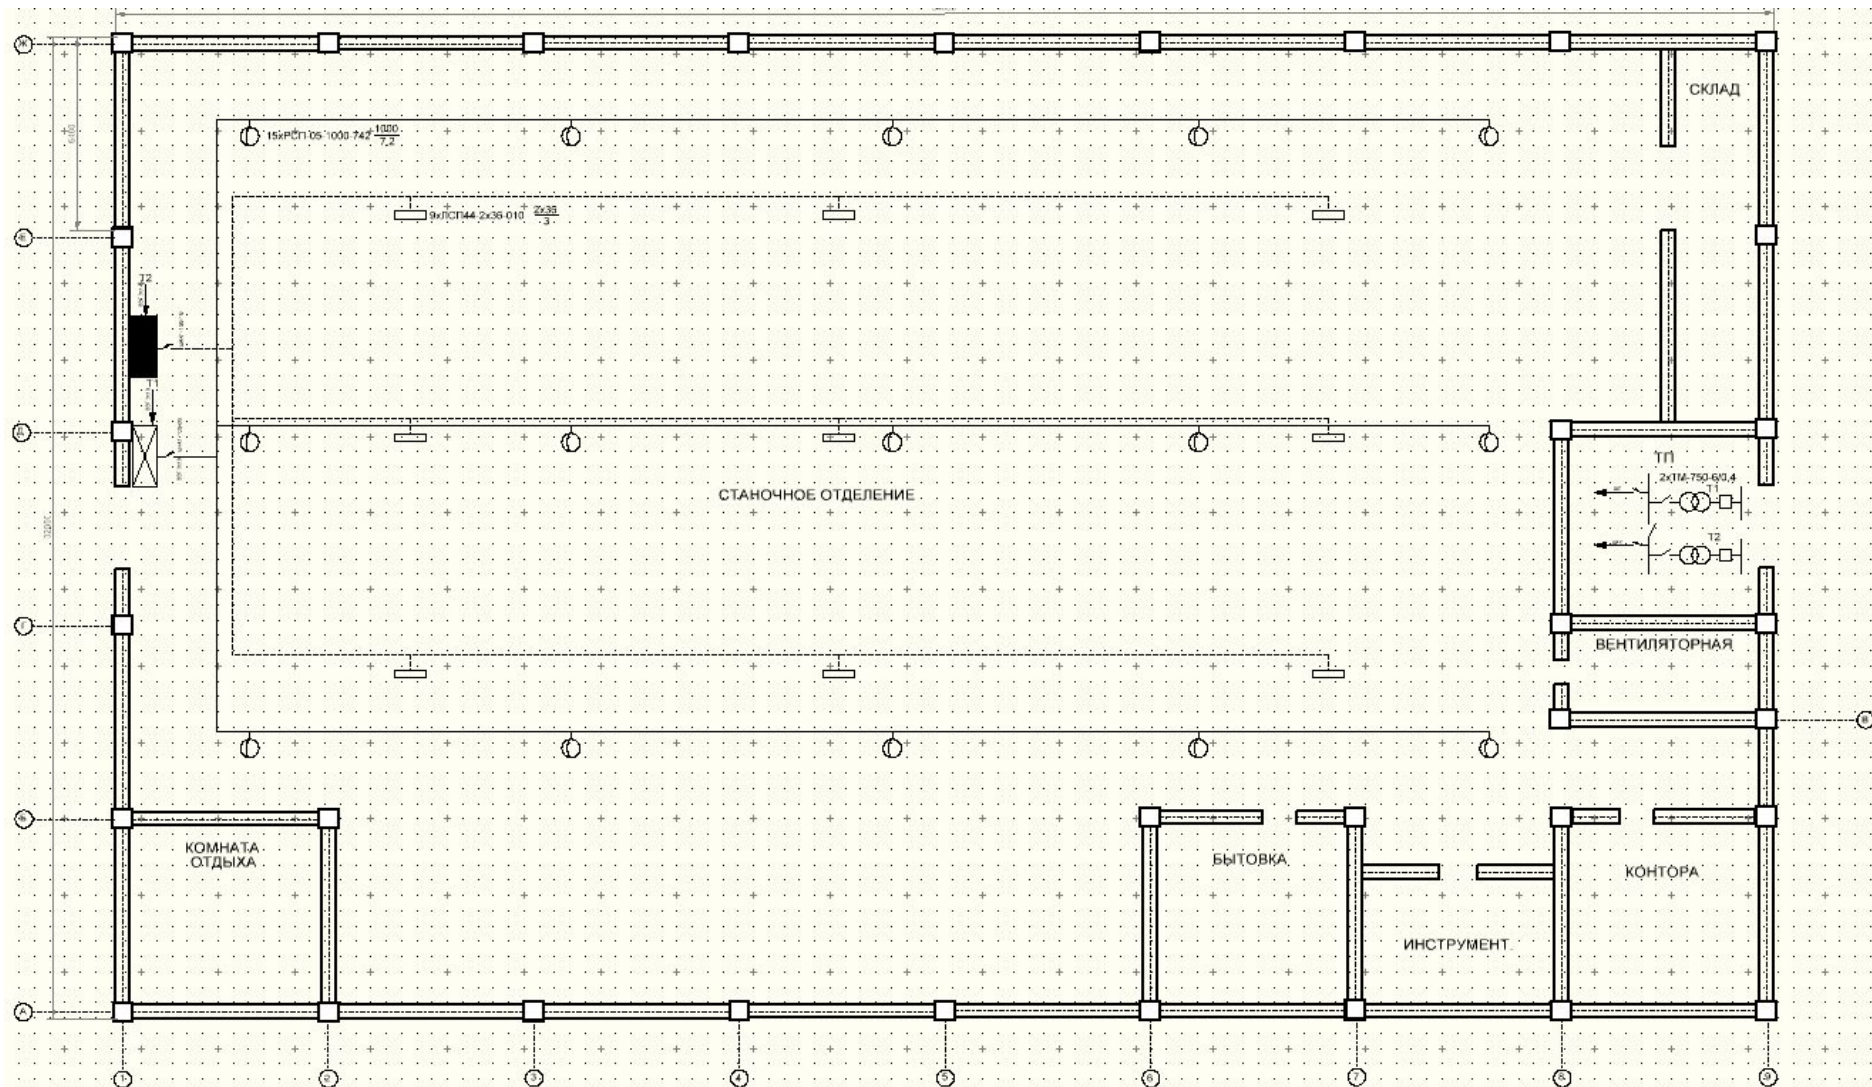 Ж
СКЛАД
15хРСП-05-1000-742 1000
7,2
6400
9хЛСП44-2х36-010 2х36
3
Е
Т2
Т1
Д
ТП
2хТМ-750-6/0,4
Т1
СТАНОЧНОЕ ОТДЕЛЕНИЕ
Т2
Г
ВЕНТИЛЯТОРНАЯ
В
Б
КОМНАТА
ОТДЫХА
БЫТОВКА
КОНТОРА
ИНСТРУМЕНТ.
А
1 2 3 4 5 6 7 8 9